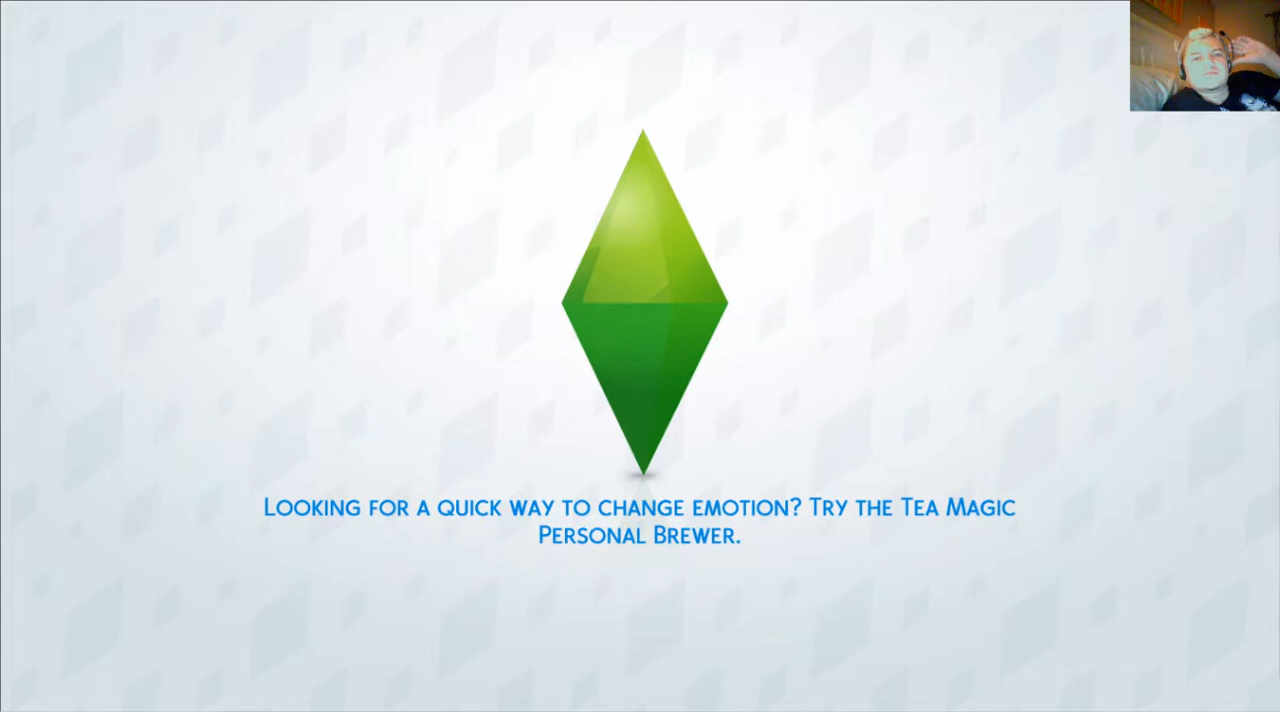 Looking for a quick way to change emotion? Try the Tea Magic
Personal Brewer.